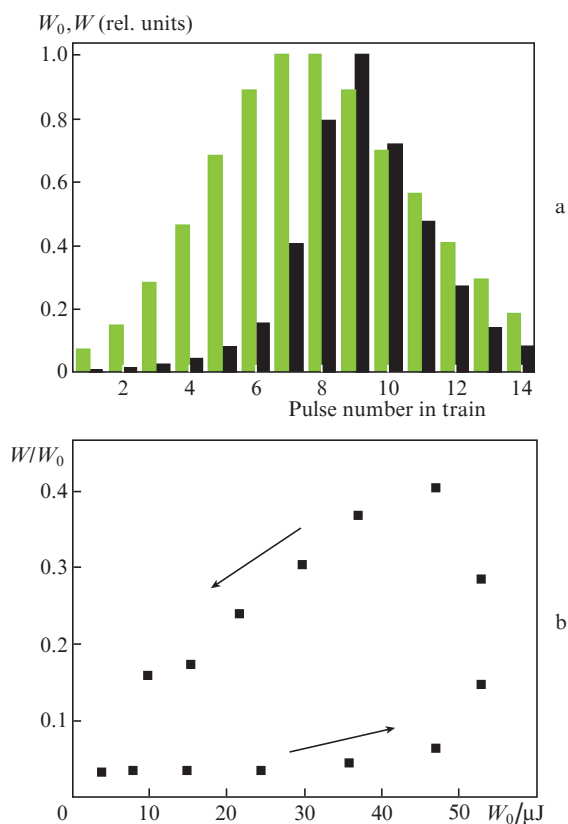 W₀, W (rel. units)
1.0
0.8
0.6
0.4
0.2
0
2 4 6 8 10 12 14
Pulse number in train
a
W/W₀
0.4
0.3
0.2
0.1
0 10 20 30 40 50 W₀/μJ
b